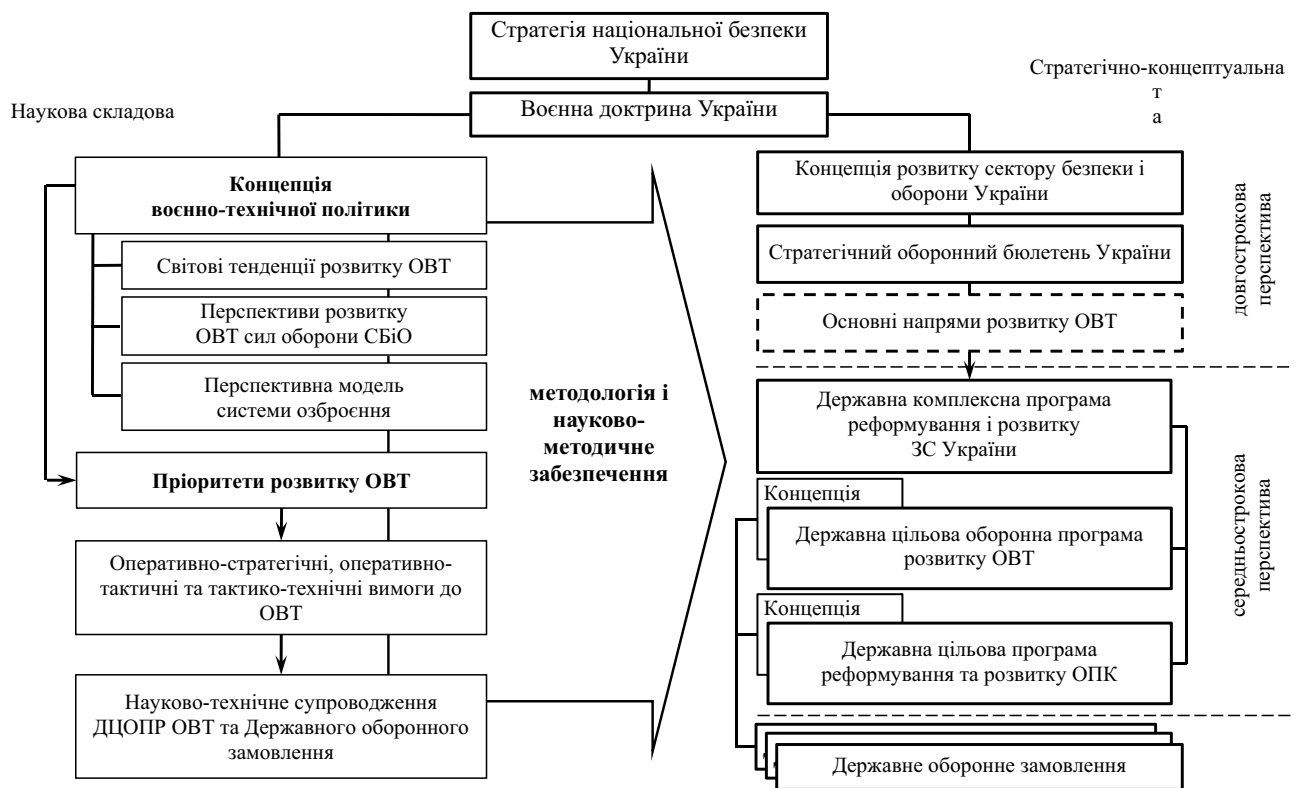 Стратегія національної безпеки
України
Воєнна доктрина України
Наукова складова
Стратегічно-концептуальна
т
а
Концепція
воєнно-технічної політики
Світові тенденції розвитку ОВТ
Перспективи розвитку
ОВТ сил оборони СБіО
Перспективна модель
системи озброєння
Пріоритети розвитку ОВТ
Оперативно-стратегічні, оперативно-
тактичні та тактико-технічні вимоги до
ОВТ
Науково-технічне супроводження
ДЦОПР ОВТ та Державного оборонного
замовлення
методологія і
науково-
методичне
забезпечення
Концепція розвитку сектору безпеки і
оборони України
Стратегічний оборонний бюлетень України
Основні напрями розвитку ОВТ
довгострокова
перспектива
Державна комплексна програма
реформування і розвитку
ЗС України
Концепція
Державна цільова оборонна програма
розвитку ОВТ
Концепція
Державна цільова програма
реформування та розвитку ОПК
середньострокова
перспектива
Державне оборонне замовлення